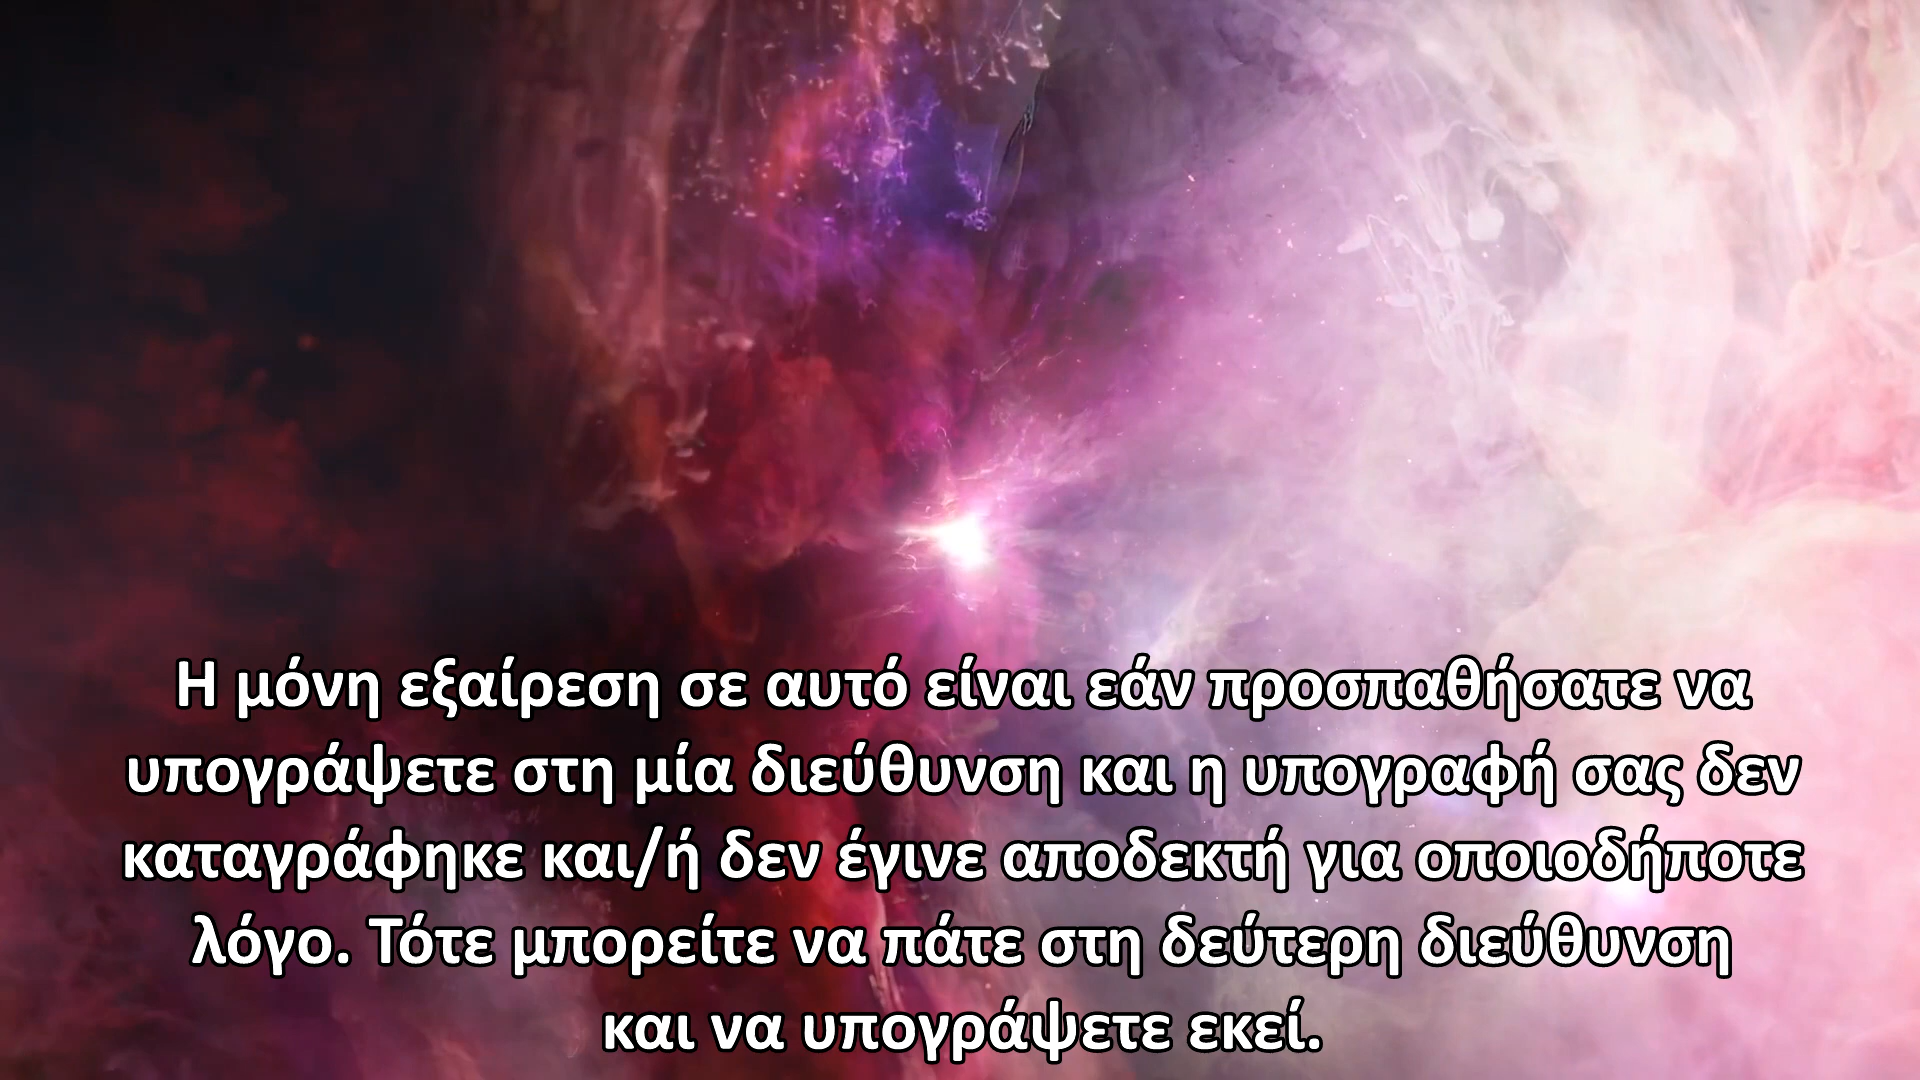 Η μόνη εξαίρεση σε αυτό είναι εάν προσπαθήσατε να
υπογράψετε στη μία διεύθυνση και η υπογραφή σας δεν
καταγράφηκε και/ή δεν έγινε αποδεκτή για οποιοδήποτε
λόγο. Τότε μπορείτε να πάτε στη δεύτερη διεύθυνση
και να υπογράψετε εκεί.